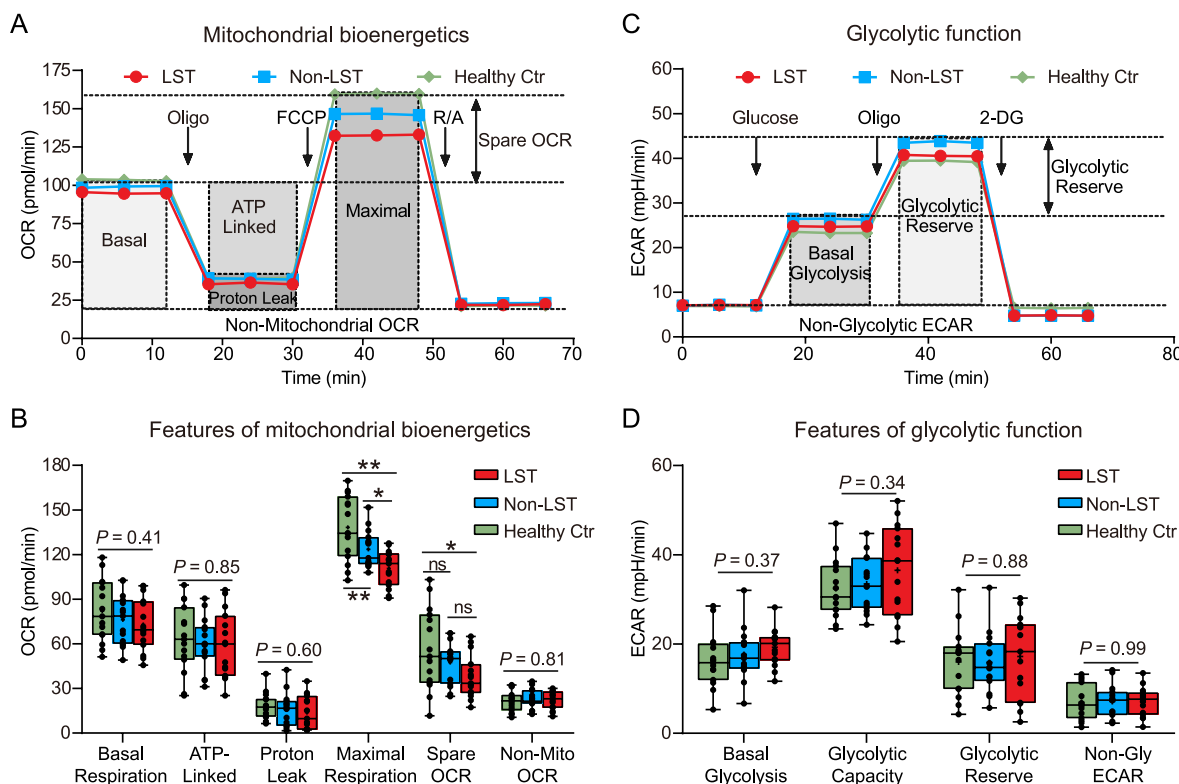 A
Mitochondrial bioenergetics
LST Non-LST Healthy Ctr
OCR (pmol/min)
175
150
125
100
75
50
25
0
Oligo
FCCP
R/A
Spare OCR
Basal
ATP
Linked
Proton Leak
Maximal
Non-Mitochondrial OCR
0 10 20 30 40 50 60 70
Time (min)
C
Glycolytic function
LST Non-LST Healthy Ctr
ECAR (mpH/min)
60
50
40
30
20
10
0
Glucose
Oligo
2-DG
Glycolytic
Reserve
Basal
Glycolysis
Glycolytic
Reserve
Non-Glycolytic ECAR
0 20 40 60 80
Time (min)
B
Features of mitochondrial bioenergetics
OCR (pmol/min)
180
150
120
90
60
30
0
LST
Non-LST
Healthy Ctr
P = 0.41
P = 0.85
P = 0.60
**
*
**
*
ns
ns
P = 0.81
Basal
Respiration
ATP-
Linked
Proton
Leak
Maximal
Respiration
Spare
OCR
Non-Mito
OCR
D
Features of glycolytic function
ECAR (mpH/min)
60
40
20
0
LST
Non-LST
Healthy Ctr
P = 0.37
P = 0.34
P = 0.88
P = 0.99
Basal
Glycolysis
Glycolytic
Capacity
Glycolytic
Reserve
Non-Gly
ECAR